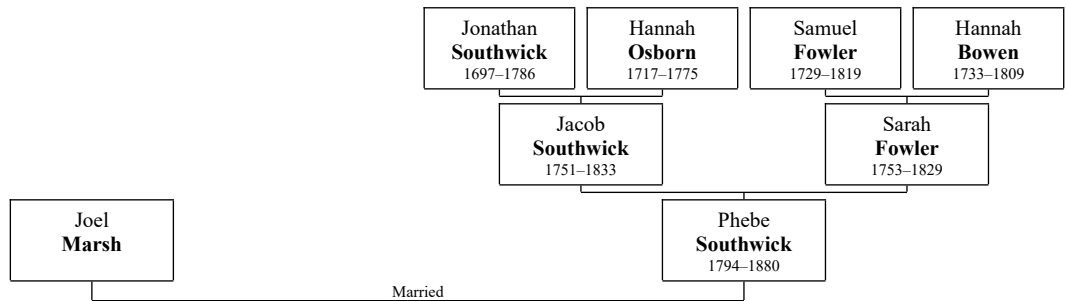 Jonathan
Southwick
1697–1786
Hannah
Osborn
1717–1775
Samuel
Fowler
1729–1819
Hannah
Bowen
1733–1809
Jacob
Southwick
1751–1833
Sarah
Fowler
1753–1829
Joel
Marsh
Phebe
Southwick
1794–1880
Married